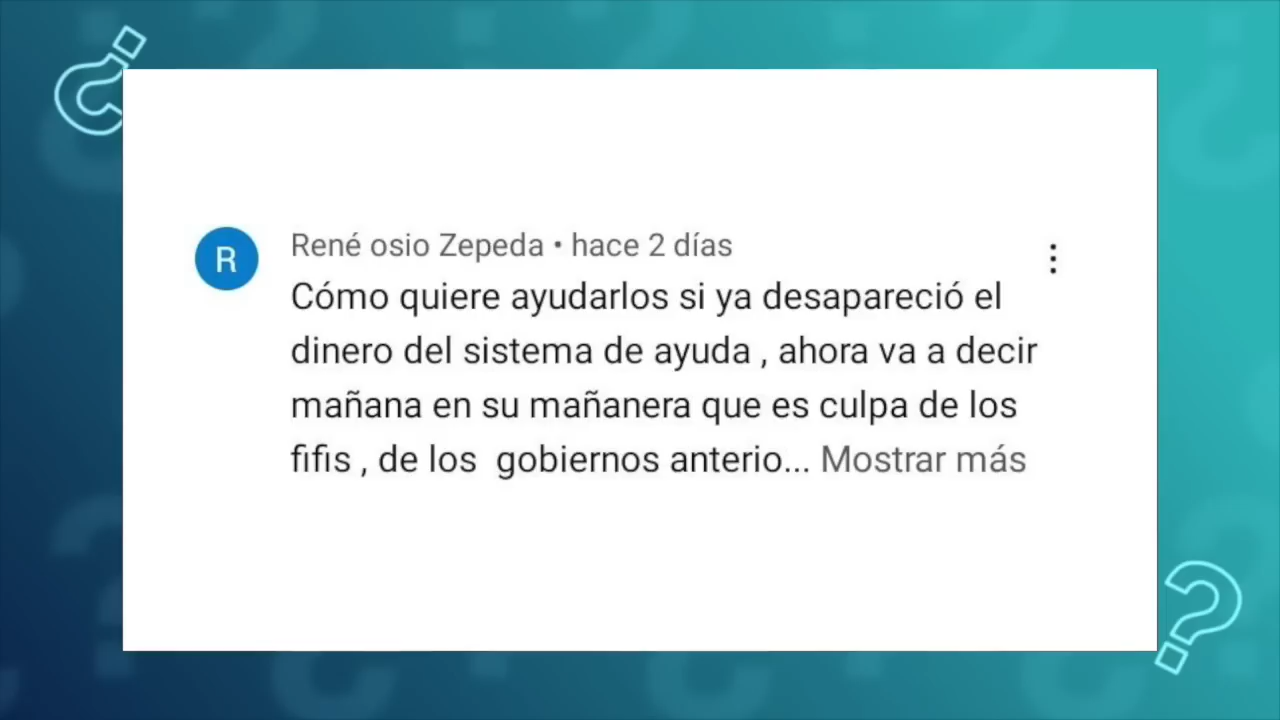 R
René osio Zepeda • hace 2 días
Cómo quiere ayudarlos si ya desapareció el
dinero del sistema de ayuda , ahora va a decir
mañana en su mañanera que es culpa de los
fifis , de los  gobiernos anterio... Mostrar más